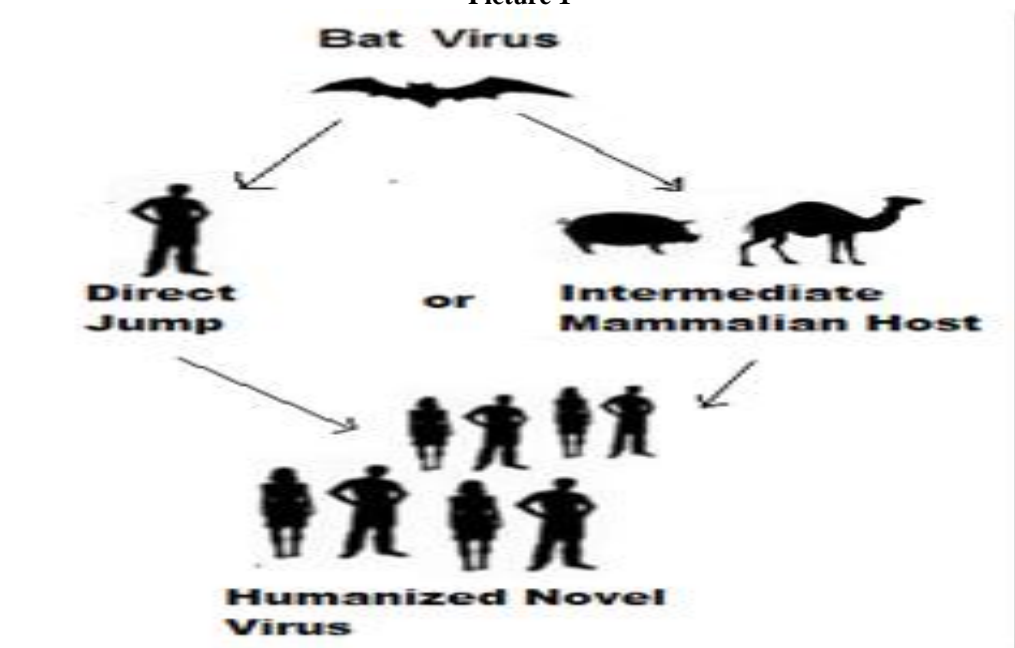 Picture 1
Bat Virus
Direct
Jump
or
Intermediate
Mammalian Host
Humanized Novel
Virus